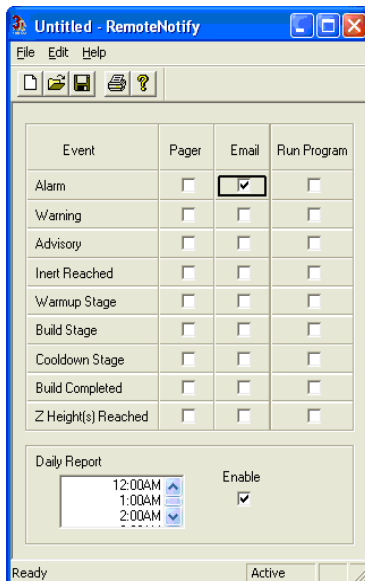 Untitled - RemoteNotify
File Edit Help
Event Pager Email Run Program
Alarm
Warning
Advisory
Inert Reached
Warmup Stage
Build Stage
Cooldown Stage
Build Completed
Z Height(s) Reached
Daily Report
Enable
12:00AM
1:00AM
2:00AM
Ready Active